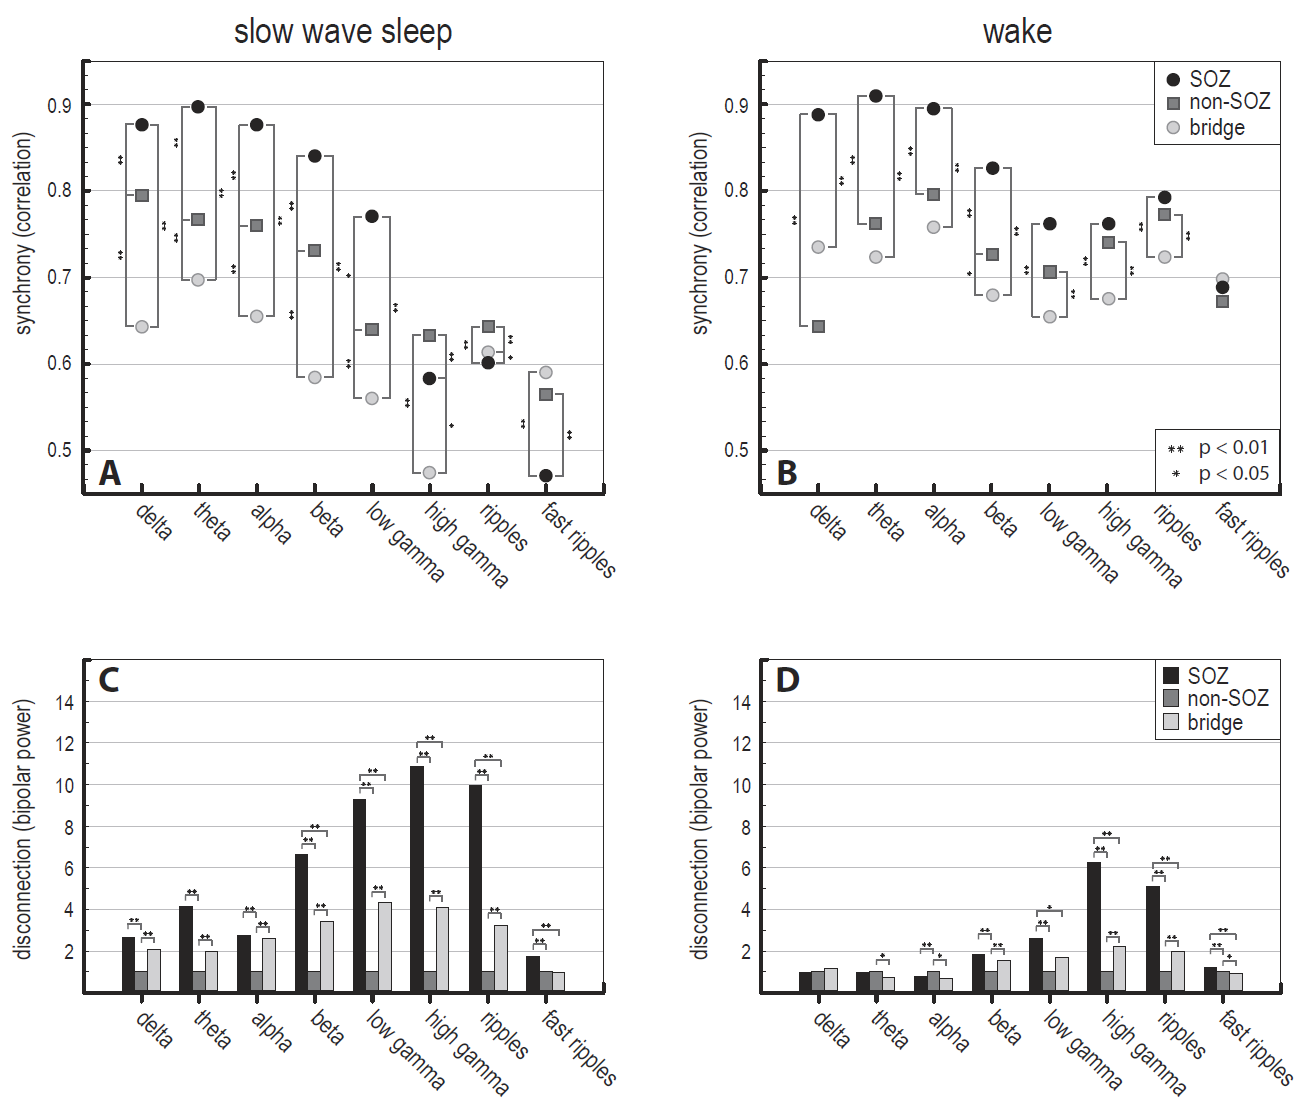 slow wave sleep
wake
synchrony (correlation)
0.9
0.8
0.7
0.6
0.5
A
delta
theta
alpha
beta
low gamma
high gamma
ripples
fast ripples
synchrony (correlation)
0.9
0.8
0.7
0.6
0.5
SOZ
non-SOZ
bridge
** p < 0.01
* p < 0.05
B
delta
theta
alpha
beta
low gamma
high gamma
ripples
fast ripples
disconnection (bipolar power)
14
12
10
8
6
4
2
C
delta
theta
alpha
beta
low gamma
high gamma
ripples
fast ripples
disconnection (bipolar power)
14
12
10
8
6
4
2
D
SOZ
non-SOZ
bridge
delta
theta
alpha
beta
low gamma
high gamma
ripples
fast ripples